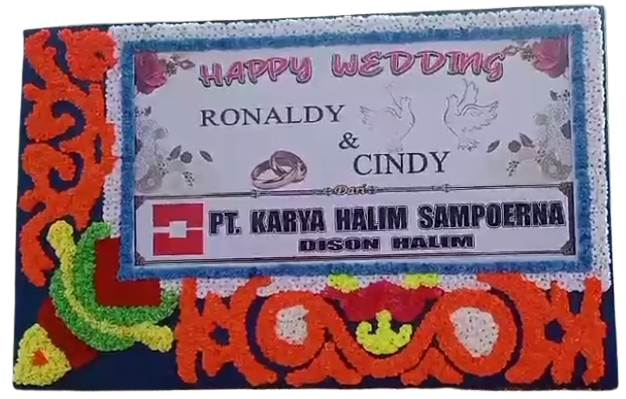 HAPPY WEDDING
RONALDY
&
CINDY
Dari
PT. KARYA HALIM SAMPOERNA
DISON HALIM